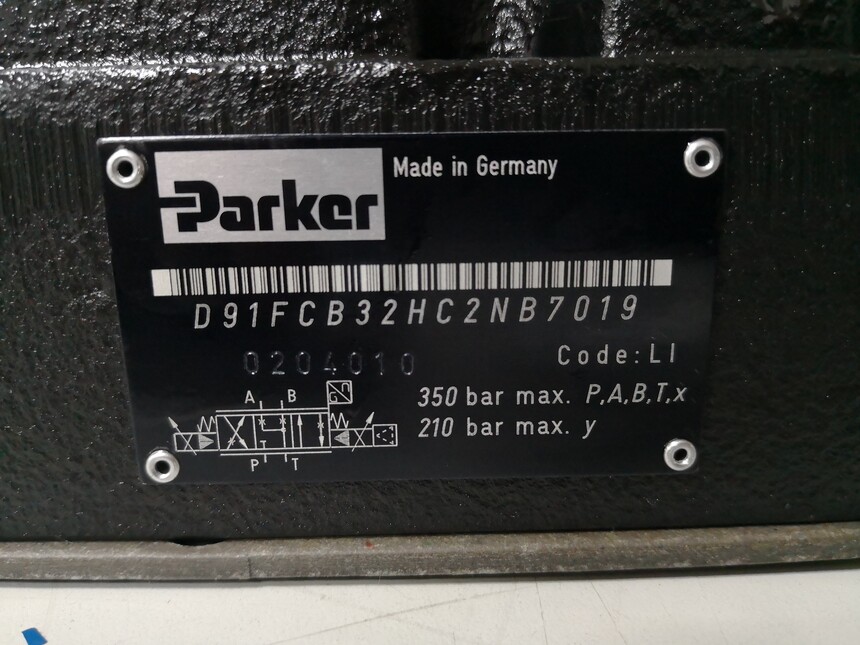 Parker
Made in Germany
D91FCB32HC2NB7019
0204010
Code: LI
350 bar max. P,A,B,T,x
210 bar max. y
A B
G U
P T